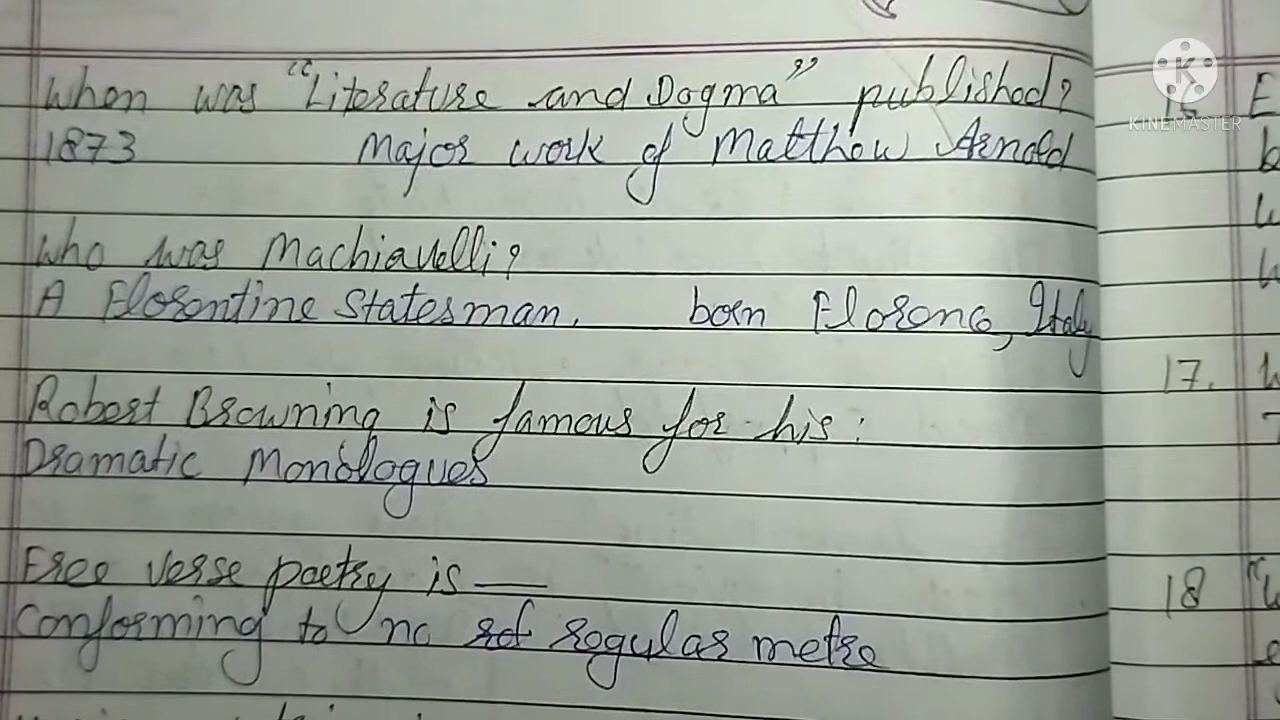 When was "Literature and Dogma" published?
1873 Major work of Matthew Arnold
Who was Machiavelli?
A Florentine Statesman. born Florence, Italy
Robert Browning is famous for his:
Dramatic Monologues
Free verse poetry is ___
Conforming to no set regular metre
17.
18
K
KINEMASTER